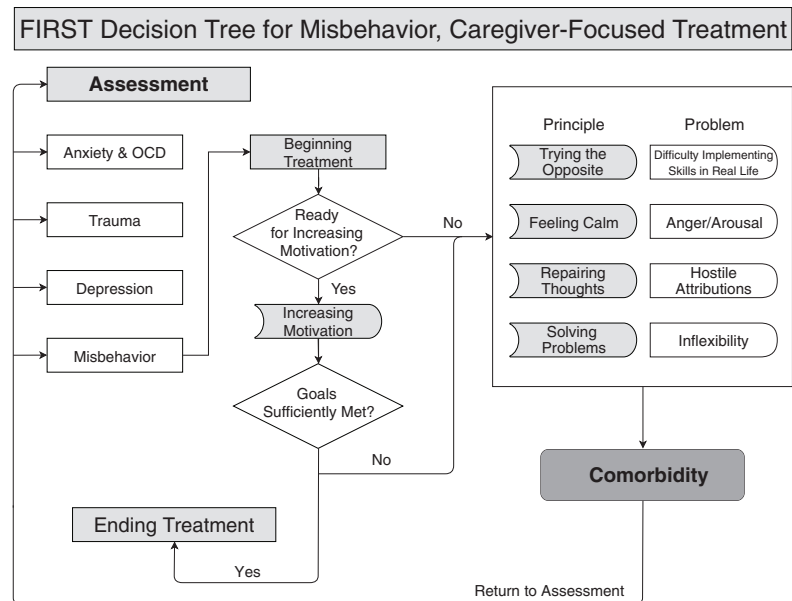 FIRST Decision Tree for Misbehavior, Caregiver-Focused Treatment
Assessment
Anxiety & OCD
Trauma
Depression
Misbehavior
Beginning
Treatment
Ready
for Increasing
Motivation?
No
Yes
Increasing
Motivation
Goals
Sufficiently Met?
No
Yes
Ending Treatment
Principle
Problem
Trying the
Opposite
Difficulty Implementing
Skills in Real Life
Feeling Calm
Anger/Arousal
Repairing
Thoughts
Hostile
Attributions
Solving
Problems
Inflexibility
Comorbidity
Return to Assessment